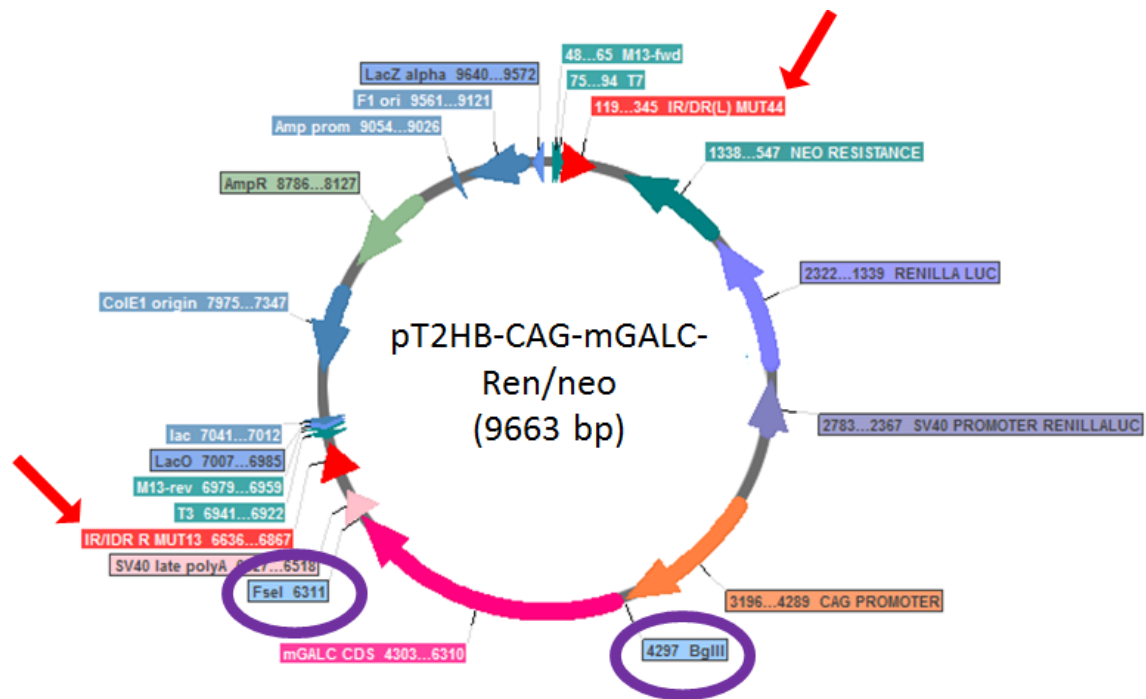 48...65 M13-fwd
LacZ alpha 9640...9572
75...94 T7
F1 ori 9561...9121
119...345 IR/DR(L) MUT44
Amp prom 9054...9026
1338...547 NEO RESISTANCE
AmpR 8786...8127
2322...1339 RENILLA LUC
ColE1 origin 7975...7347
pT2HB-CAG-mGALC-
Ren/neo
(9663 bp)
2783...2367 SV40 PROMOTER RENILLALUC
lac 7041...7012
LacO 7007...6985
M13-rev 6979...6959
T3 6941...6922
IR/IDR R MUT13 6636...6867
SV40 late polyA
FseI 6311
3196...4289 CAG PROMOTER
mGALC CDS 4303...6310
4297 BglII